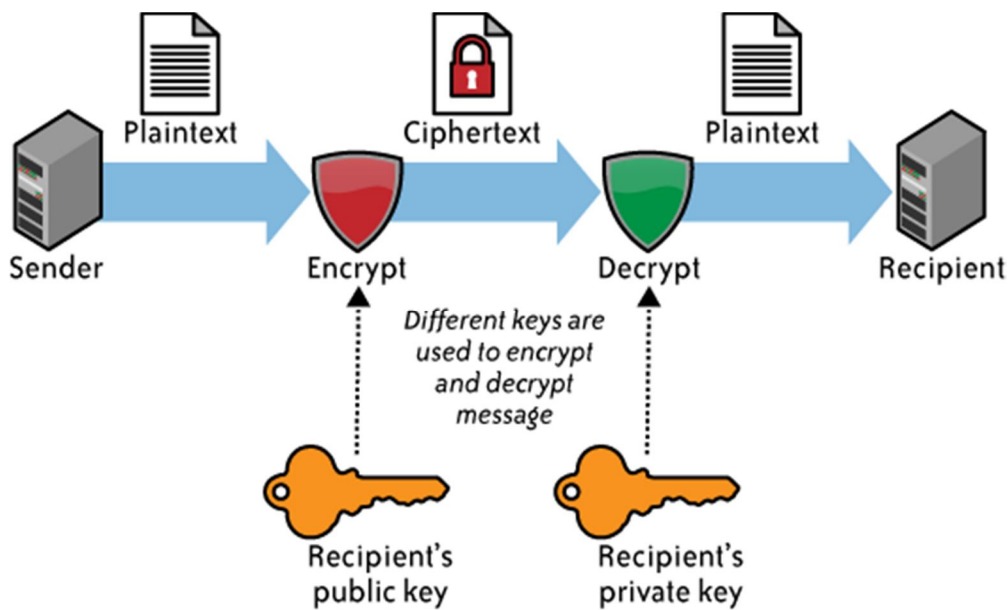 Plaintext
Ciphertext
Plaintext
Sender
Encrypt
Decrypt
Recipient
Different keys are
used to encrypt
and decrypt
message
Recipient's
public key
Recipient's
private key